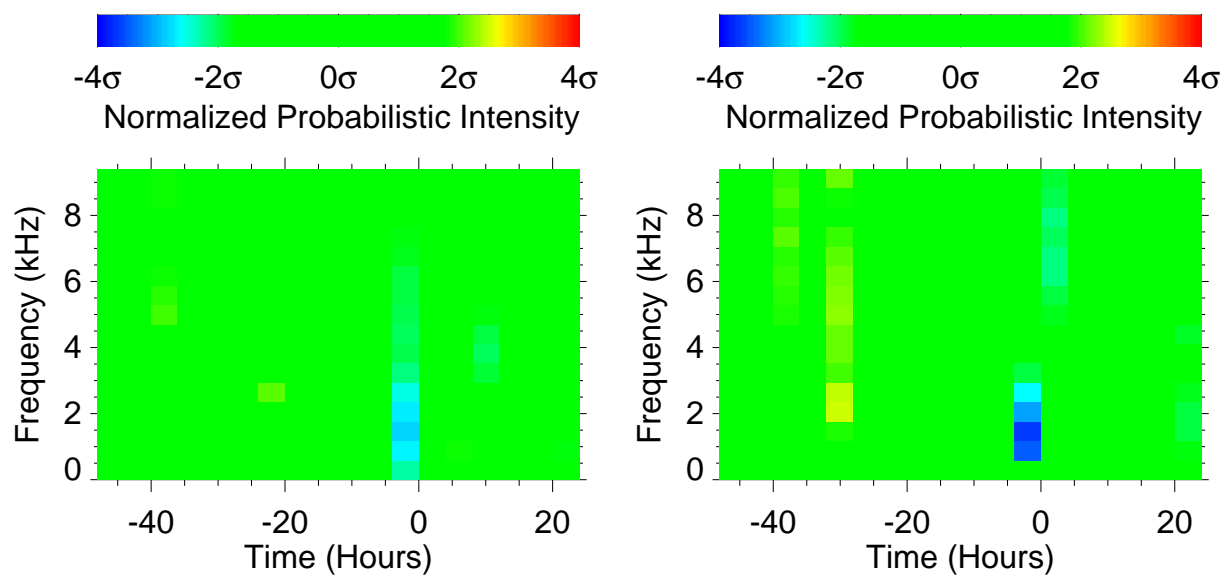 -4σ -2σ 0σ 2σ 4σ
Normalized Probabilistic Intensity
Frequency (kHz)
8
6
4
2
0
-40 -20 0 20
Time (Hours)
-4σ -2σ 0σ 2σ 4σ
Normalized Probabilistic Intensity
Frequency (kHz)
8
6
4
2
0
-40 -20 0 20
Time (Hours)